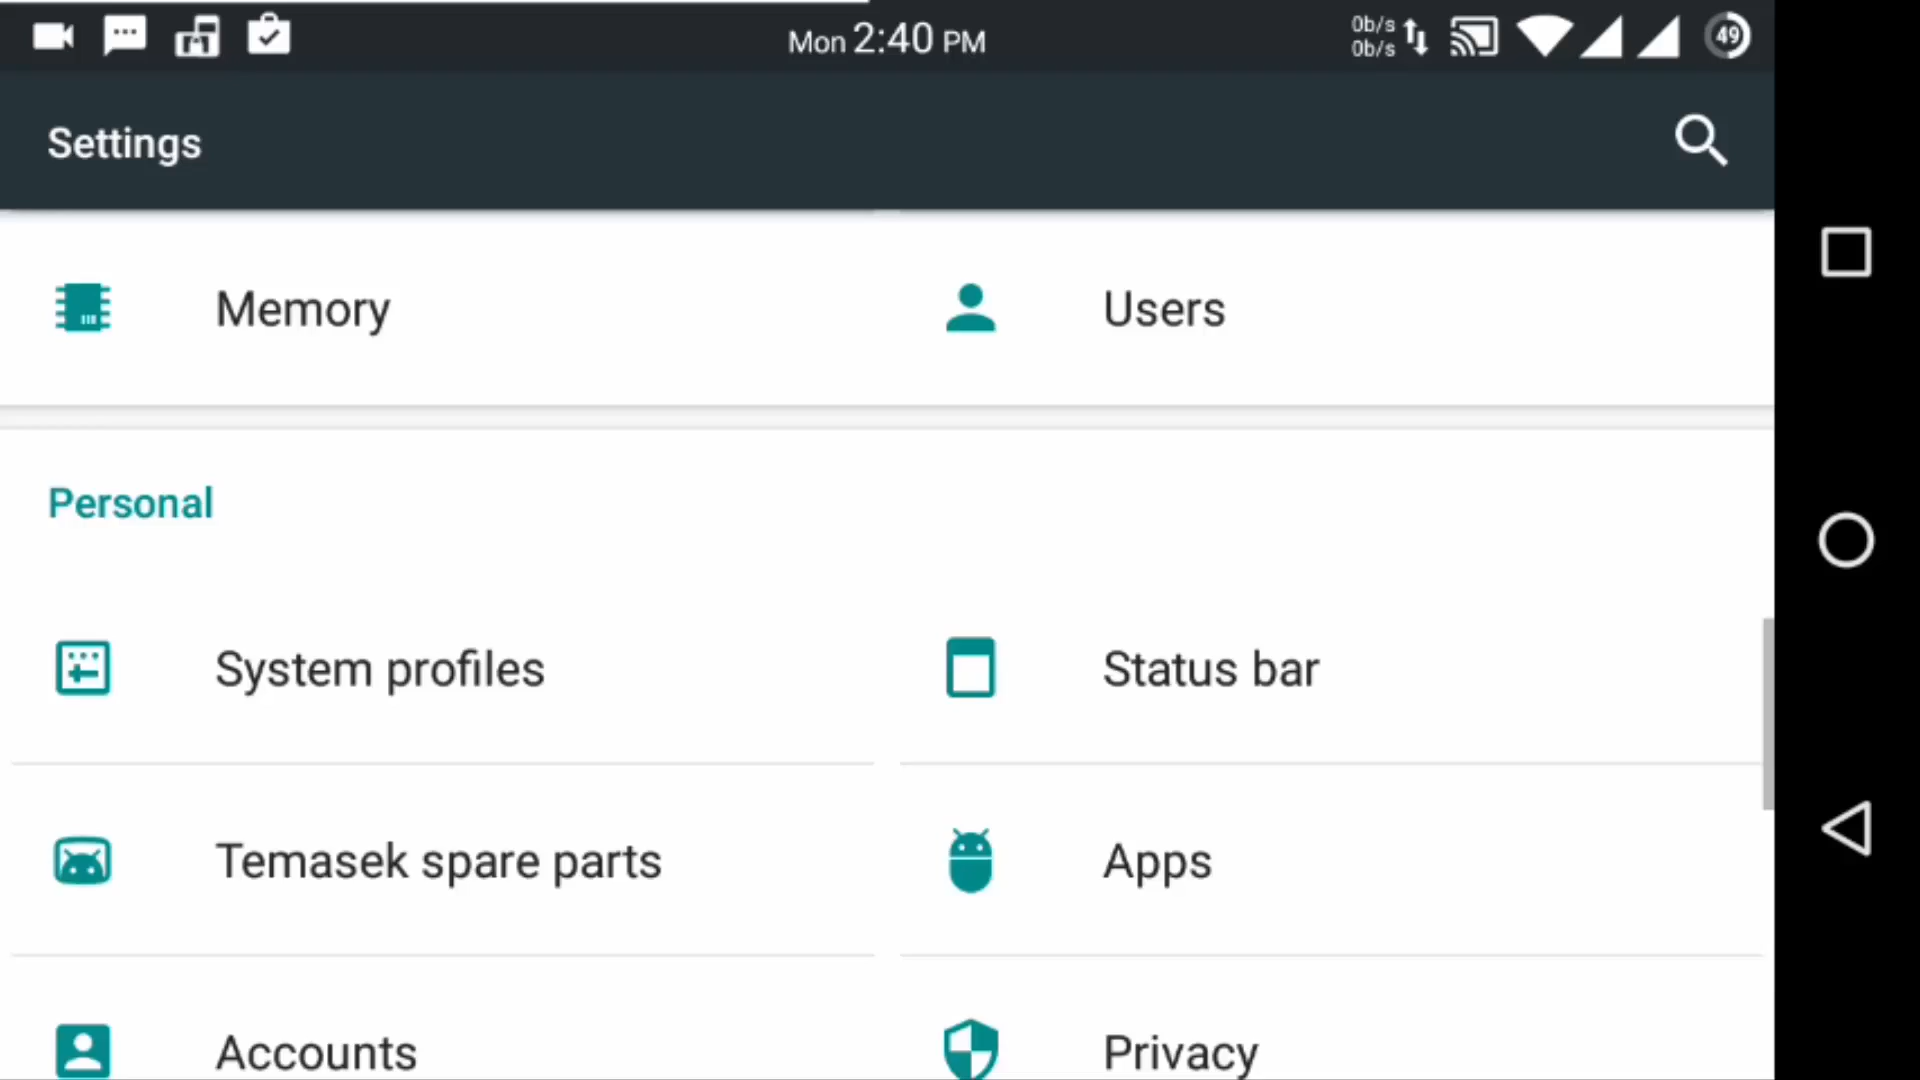 0b/s
0b/s
Mon 2:40 PM
49
Settings
Memory
Users
Personal
System profiles
Status bar
Temasek spare parts
Apps
Accounts
Privacy